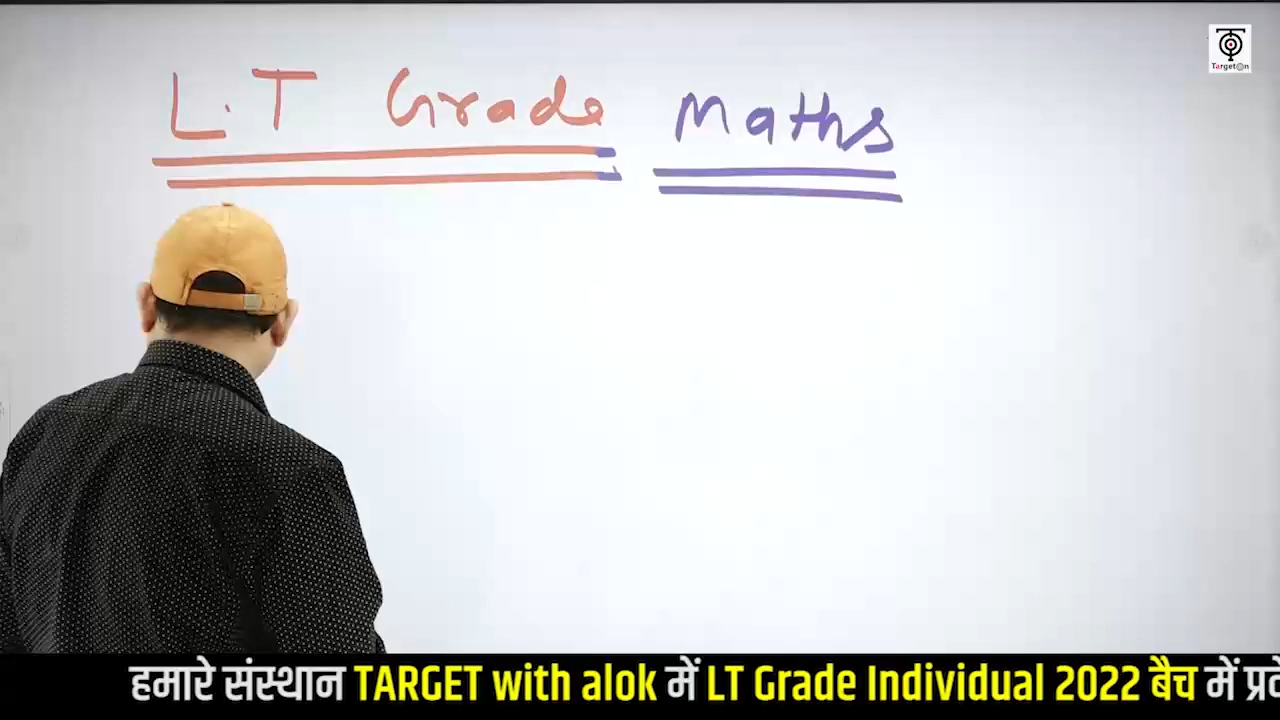 L.T Grade Maths
Target@n
हमारे संस्थान TARGET with alok में LT Grade Individual 2022 बैच में